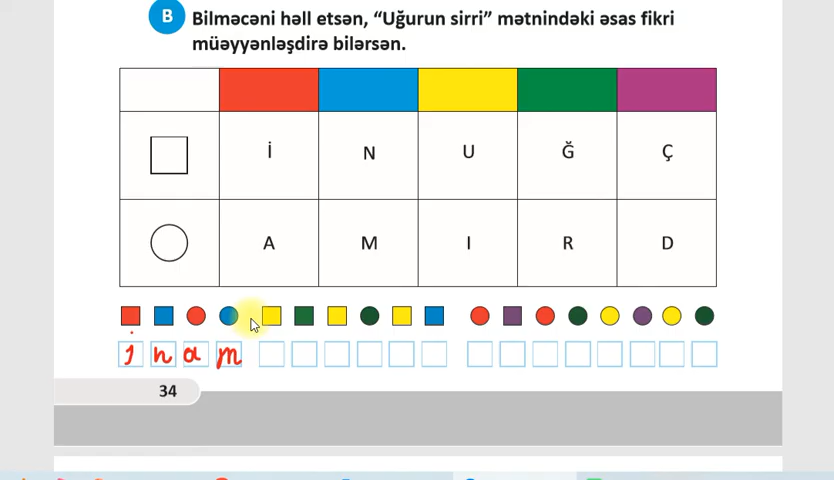 B Bilməcəni həll etsən, “Uğurun sirri” mətnindəki əsas fikri
müəyyənləşdirə bilərsən.
İ N U Ğ Ç
A M I R D
i n a m
34